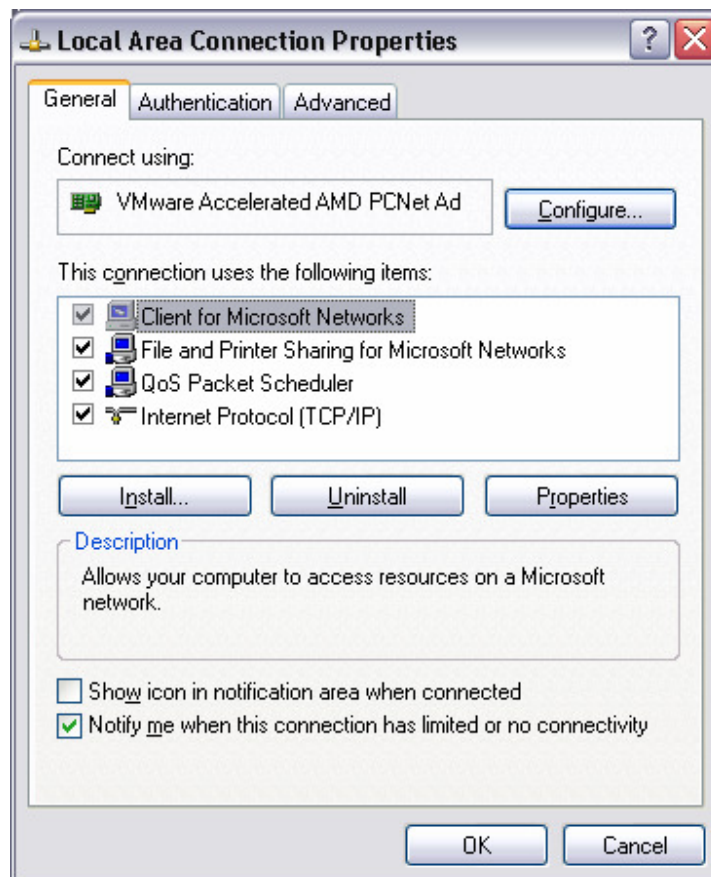 Local Area Connection Properties
General Authentication Advanced
Connect using:
VMware Accelerated AMD PCNet Ad
Configure...
This connection uses the following items:
Client for Microsoft Networks
File and Printer Sharing for Microsoft Networks
QoS Packet Scheduler
Internet Protocol (TCP/IP)
Install... Uninstall Properties
Description
Allows your computer to access resources on a Microsoft
network.
Show icon in notification area when connected
Notify me when this connection has limited or no connectivity
OK Cancel